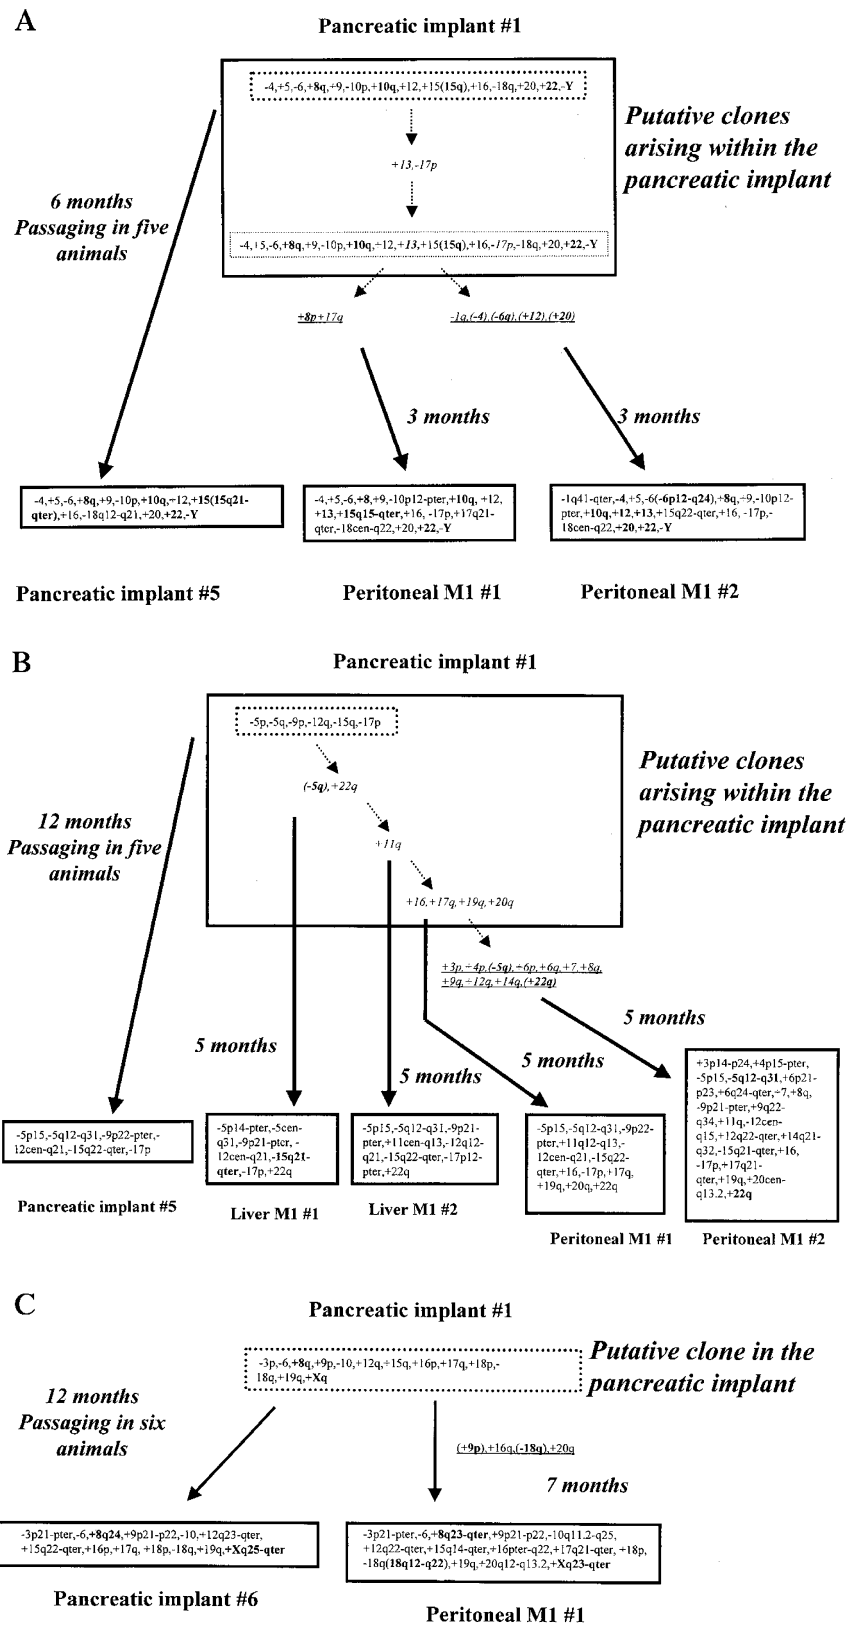 A
Pancreatic implant #1
-4,+5,-6,+8q,+9,-10p,+10q,+12,+15(15q),+16,-18q,+20,+22,-Y
Putative clones
arising within the
pancreatic implant
+13,-17p
6 months
Passaging in five
animals
-4,+5,-6,+8q,+9,-10p,+10q,+12,+13,+15(15q),+16,-17p,-18q,+20,+22,-Y
+8p+17q
-1q,(-4),(-6q),(+12),(+20)
3 months
3 months
-4,+5,-6,+8q,+9,-10p,+10q,+12,+15(15q21-
qter),+16,-18q12-q21,+20,+22,-Y
-4,+5,-6,+8,+9,-10p12-pter,+10q, +12,
+13,+15q15-qter,+16, -17p,+17q21-
qter,-18cen-q22,+20,+22,-Y
-1q41-qter,-4,+5,-6(-6p12-q24),+8q,+9,-10p12-
pter,+10q,+12,+13,+15q22-qter,+16, -17p,-
18cen-q22,+20,+22,-Y
Pancreatic implant #5
Peritoneal M1 #1
Peritoneal M1 #2
B
Pancreatic implant #1
-5p,-5q,-9p,-12q,-15q,-17p
Putative clones
arising within the
pancreatic implant
(-5q),+22q
12 months
Passaging in five
animals
+11q
+16,+17q,+19q,+20q
+3p,+4p,(-5q),+6p,+6q,+7,+8q,
+9q,+12q,+14q,(+22q)
5 months
5 months
5 months
5 months
-5p15,-5q12-q31,-9p22-pter,-
12cen-q21,-15q22-qter,-17p
-5p14-pter,-5cen-
q31,-9p21-pter, -
12cen-q21,-15q21-
qter,-17p,+22q
-5p15,-5q12-q31,-9p21-
pter,+11cen-q13,-12q12-
q21,-15q22-qter,-17p12-
pter,+22q
-5p15,-5q12-q31,-9p22-
pter,+11q12-q13,-
12cen-q21,-15q22-
qter,+16,-17p,+17q,
+19q,+20q,+22q
+3p14-p24,+4p15-pter,
-5p15,-5q12-q31,+6p21-
p23,+6q24-qter,+7,+8q,
-9p21-pter,+9q22-
q34,+11q,-12cen-
q15,+12q22-qter,+14q21-
q32,-15q21-qter,+16,
-17p,+17q21-
qter,+19q,+20cen-
q13.2,+22q
Pancreatic implant #5
Liver M1 #1
Liver M1 #2
Peritoneal M1 #1
Peritoneal M1 #2
C
Pancreatic implant #1
-3p,-6,+8q,+9p,-10,+12q,+15q,+16p,+17q,+18p,-
18q,+19q,+Xq
Putative clone in the
pancreatic implant
12 months
Passaging in six
animals
(+9p),+16q,(-18q),+20q
7 months
-3p21-pter,-6,+8q24,+9p21-p22,-10,+12q23-qter,
+15q22-qter,+16p,+17q, +18p,-18q,+19q,+Xq25-qter
-3p21-pter,-6,+8q23-qter,+9p21-p22,-10q11.2-q25,
+12q22-qter,+15q14-qter,+16pter-q22,+17q21-qter, +18p,
-18q(18q12-q22),+19q,+20q12-q13.2,+Xq23-qter
Pancreatic implant #6
Peritoneal M1 #1